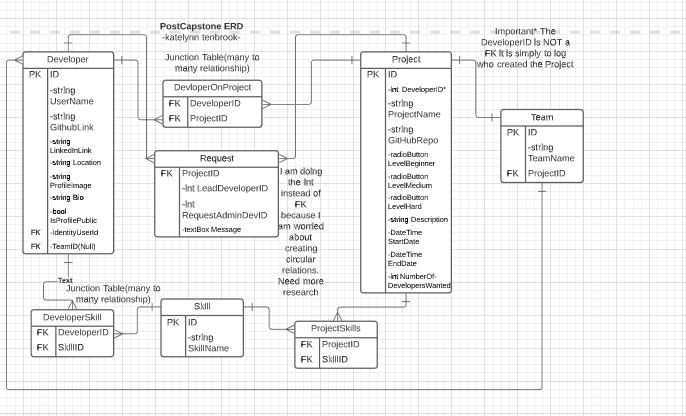 PostCapstone ERD
-katelynn tenbrook-
Important* The
DeveloperID is NOT a
FK it is simply to log
who created the Project
Junction Table(many to
many relationship)
Developer
PK ID
-string
UserName
-string
GithubLink
-string
LinkedInLink
-string Location
-string
ProfileImage
-string Bio
-bool
IsProfilePublic
FK -IdentityUserId
FK -TeamID(Null)
DevloperOnProject
FK DeveloperID
FK ProjectID
Request
FK ProjectID
-int LeadDeveloperID
-int
RequestAdminDevID
-textBox Message
I am doing
the Int
instead of
FK
because I
am worried
about
creating
circular
relations.
Need more
research
Project
PK ID
-int DeveloperID*
-string
ProjectName
-string
GitHubRepo
-radioButton
LevelBeginner
-radioButton
LevelMedium
-radioButton
LevelHard
-string Description
-DateTime
StartDate
-DateTime
EndDate
-int NumberOf-
DevelopersWanted
Team
PK ID
-string
TeamName
FK ProjectID
Text
Junction Table(many to
many relationship)
DeveloperSkill
FK DeveloperID
FK SkillID
Skill
PK ID
-string
SkillName
ProjectSkills
FK ProjectID
FK SkillID